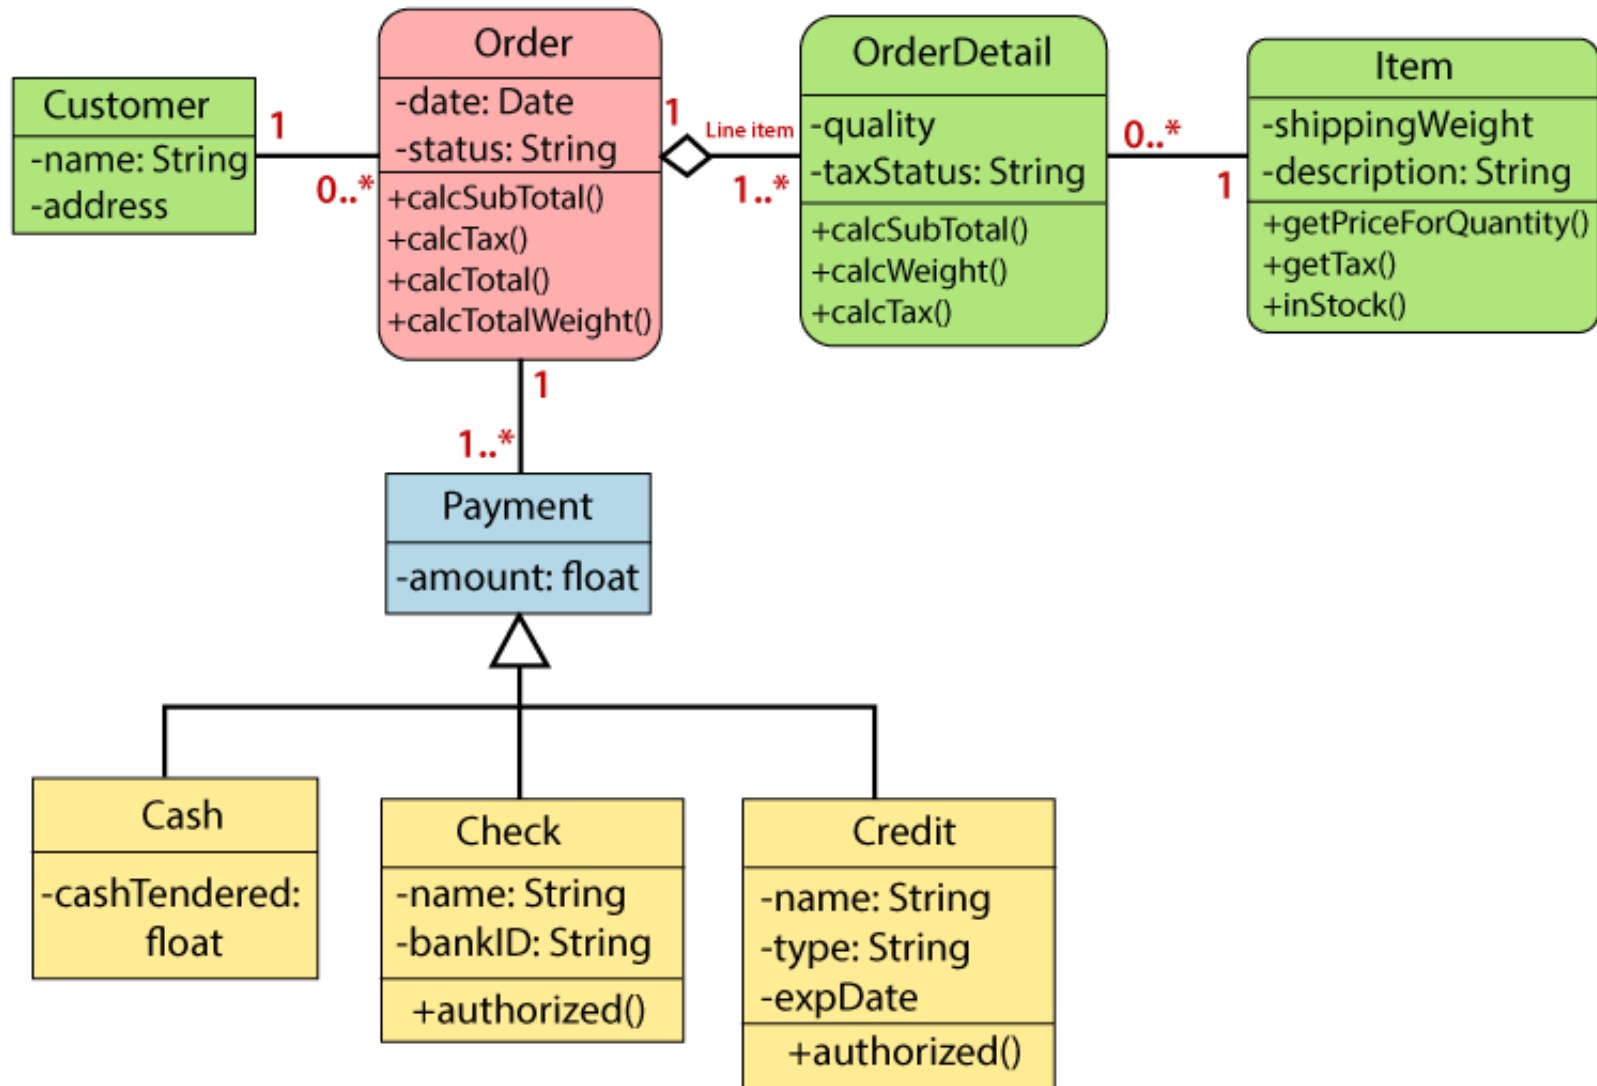 Customer
-name: String
-address
1
0..*
Order
-date: Date
-status: String
+calcSubTotal()
+calcTax()
+calcTotal()
+calcTotalWeight()
1
Line item
1..*
OrderDetail
-quality
-taxStatus: String
+calcSubTotal()
+calcWeight()
+calcTax()
0..*
1
Item
-shippingWeight
-description: String
+getPriceForQuantity()
+getTax()
+inStock()
1
1..*
Payment
-amount: float
Cash
-cashTendered:
float
Check
-name: String
-bankID: String
+authorized()
Credit
-name: String
-type: String
-expDate
+authorized()